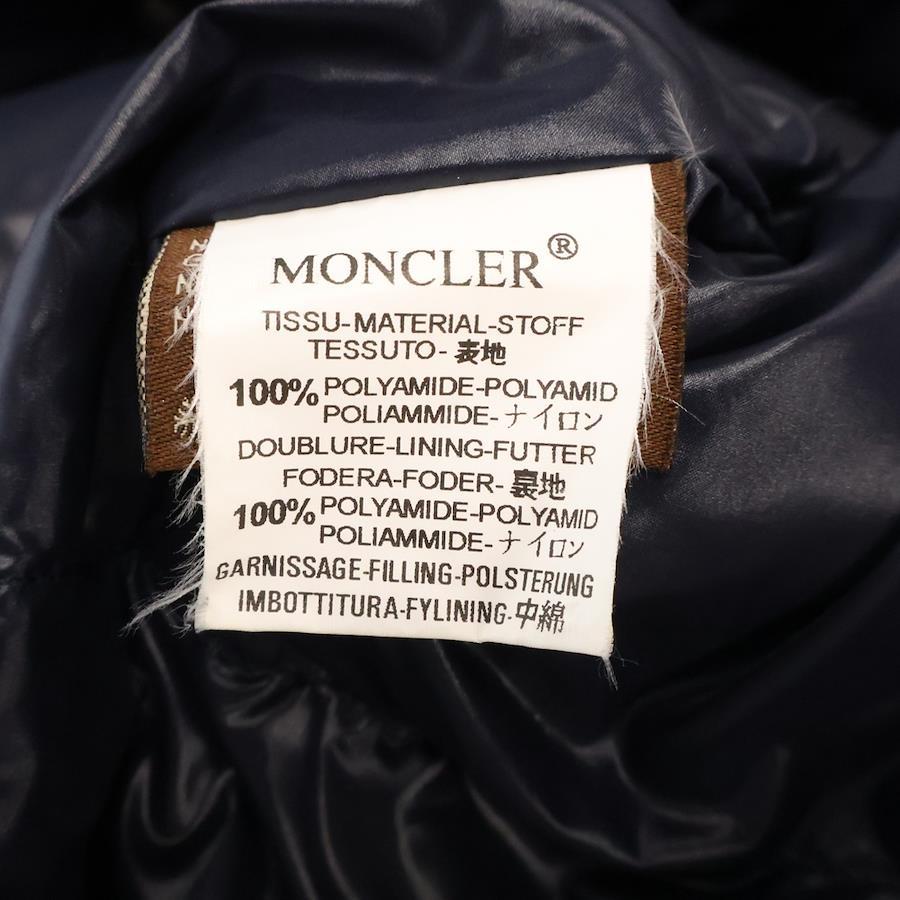 MONCLER®
TISSU-MATERIAL-STOFF
TESSUTO-表地
100% POLYAMIDE-POLYAMID
POLIAMMIDE-ナイロン
DOUBLURE-LINING-FUTTER
FODERA-FODER-裏地
100% POLYAMIDE-POLYAMID
POLIAMMIDE-ナイロン
GARNISSAGE-FILLING-POLSTERUNG
IMBOTTITURA-FYLINING-中綿